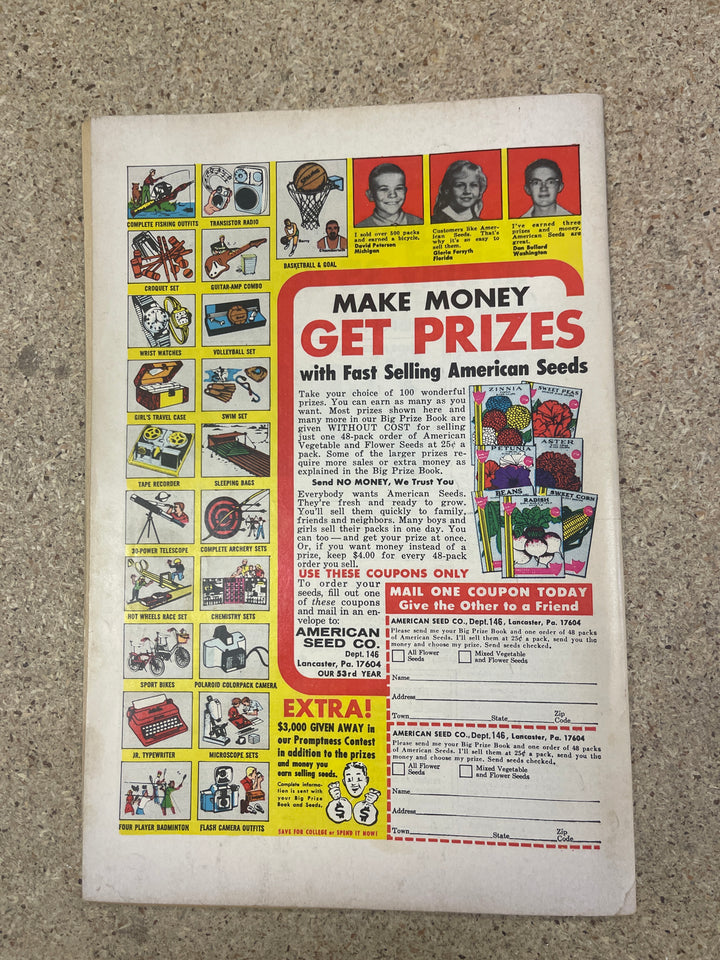 COMPLETE FISHING OUTFITS
TRANSISTOR RADIO
BASKETBALL & GOAL
CROQUET SET
GUITAR-AMP COMBO
WRIST WATCHES
VOLLEYBALL SET
GIRL'S TRAVEL CASE
SWIM SET
TAPE RECORDER
SLEEPING BAGS
30-POWER TELESCOPE
COMPLETE ARCHERY SETS
HOT WHEELS RACE SET
CHEMISTRY SETS
SPORT BIKES
POLAROID COLORPACK CAMERA
JR. TYPEWRITER
MICROSCOPE SETS
FOUR PLAYER BADMINTON
FLASH CAMERA OUTFITS
I sold over 500 packs
and earned a bicycle.
David Peterson
Michigan
Customers like Amer-
ican Seeds. That's
why it's so easy to
sell them.
Gloria Forsyth
Florida
I've earned three
prizes and money.
American Seeds are
great.
Dan Bullard
Washington
MAKE MONEY
GET PRIZES
with Fast Selling American Seeds
Take your choice of 100 wonderful
prizes. You can earn as many as you
want. Most prizes shown here and
many more in our Big Prize Book are
given WITHOUT COST for selling
just one 48-pack order of American
Vegetable and Flower Seeds at 25¢ a
pack. Some of the larger prizes re-
quire more sales or extra money as
explained in the Big Prize Book.
Send NO MONEY, We Trust You
Everybody wants American Seeds.
They're fresh and ready to grow.
You'll sell them quickly to family,
friends and neighbors. Many boys and
girls sell their packs in one day. You
can too — and get your prize at once.
Or, if you want money instead of a
prize, keep $4.00 for every 48-pack
order you sell.
ZINNIA
SWEET PEAS
PETUNIA
ASTER
BEANS
RADISH
SWEET CORN
USE THESE COUPONS ONLY
To order your
seeds, fill out one
of these coupons
and mail in an en-
velope to:
AMERICAN
SEED CO.
Dept. 146
Lancaster, Pa. 17604
OUR 53rd YEAR
EXTRA!
$3,000 GIVEN AWAY in
our Promptness Contest
in addition to the prizes
and money you
earn selling seeds.
Complete informa-
tion is sent with
your Big Prize
Book and Seeds.
$ $
SAVE FOR COLLEGE or SPEND IT NOW!
MAIL ONE COUPON TODAY
Give the Other to a Friend
AMERICAN SEED CO., Dept. 146, Lancaster, Pa. 17604
Please send me your Big Prize Book and one order of 48 packs
of American Seeds. I'll sell them at 25¢ a pack, send you the
money and choose my prize. Send seeds checked.
All Flower
Seeds
Mixed Vegetable
and Flower Seeds
Name
Address
Town State Zip
Code
AMERICAN SEED CO., Dept. 146, Lancaster, Pa. 17604
Please send me your Big Prize Book and one order of 48 packs
of American Seeds. I'll sell them at 25¢ a pack, send you the
money and choose my prize. Send seeds checked.
All Flower
Seeds
Mixed Vegetable
and Flower Seeds
Name
Address
Town State Zip
Code